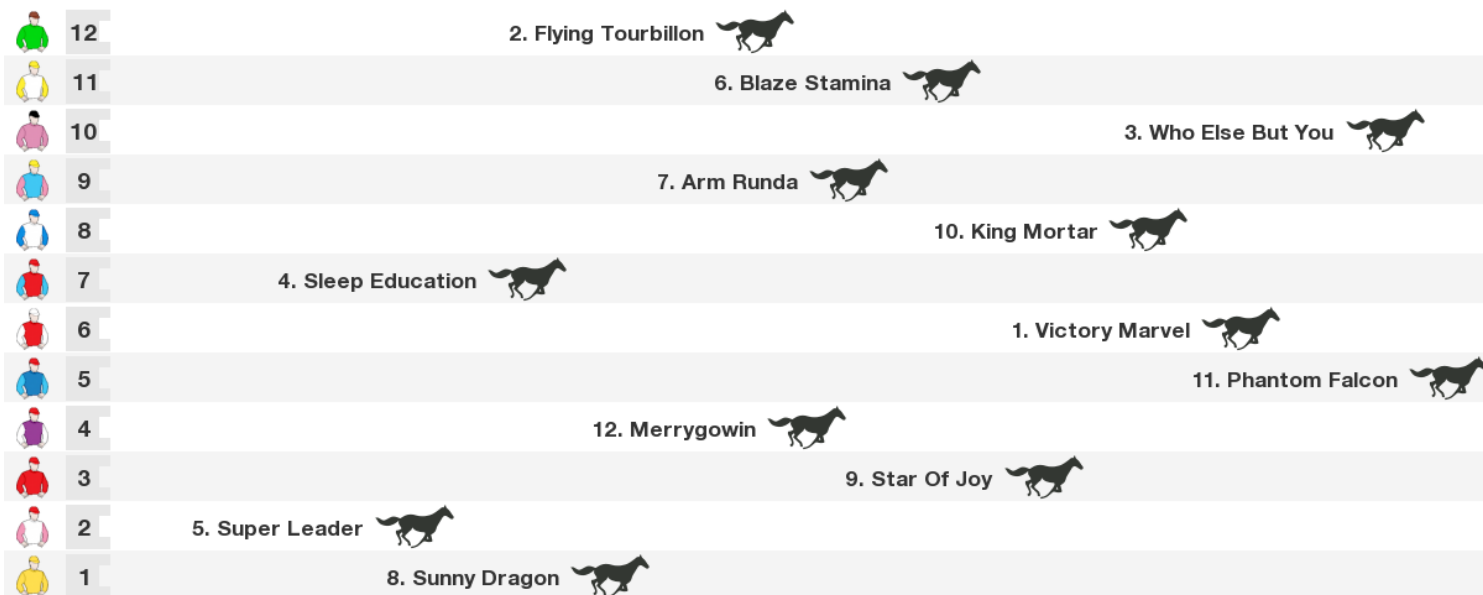 12 2. Flying Tourbillon
11 6. Blaze Stamina
10 3. Who Else But You
9 7. Arm Runda
8 10. King Mortar
7 4. Sleep Education
6 1. Victory Marvel
5 11. Phantom Falcon
4 12. Merrygowin
3 9. Star Of Joy
2 5. Super Leader
1 8. Sunny Dragon